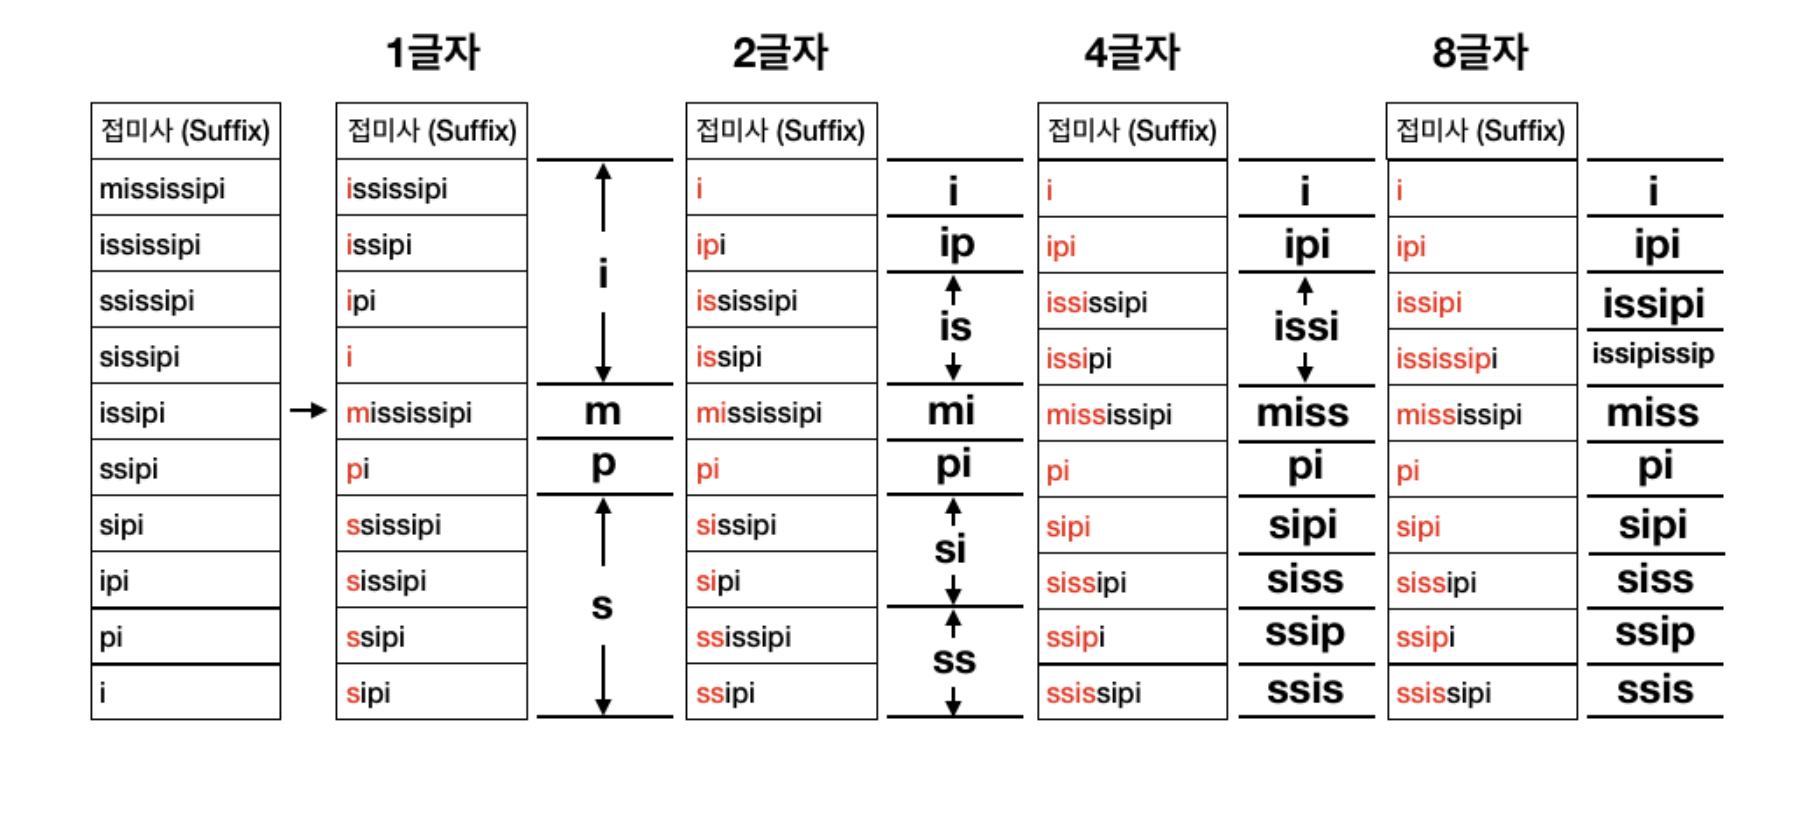 1글자 2글자 4글자 8글자
접미사 (Suffix) 접미사 (Suffix) 접미사 (Suffix) 접미사 (Suffix) 접미사 (Suffix)
mississipi ississipi i i i i i i
ississipi issipi ipi ip ipi ipi ipi ipi
i
ssissipi ipi ississipi ississipi issipi issipi
is issi
sissipi i issipi issipi ississipi issipissip
issipi mississipi m mississipi mi mississipi miss mississipi miss
ssipi pi p pi pi pi pi pi pi
sipi ssissipi sissipi sipi sipi sipi sipi
si
ipi sissipi sipi sissipi siss sissipi siss
s
pi ssipi ssissipi ssipi ssip ssipi ssip
ss
i sipi ssipi ssissipi ssis ssissipi ssis